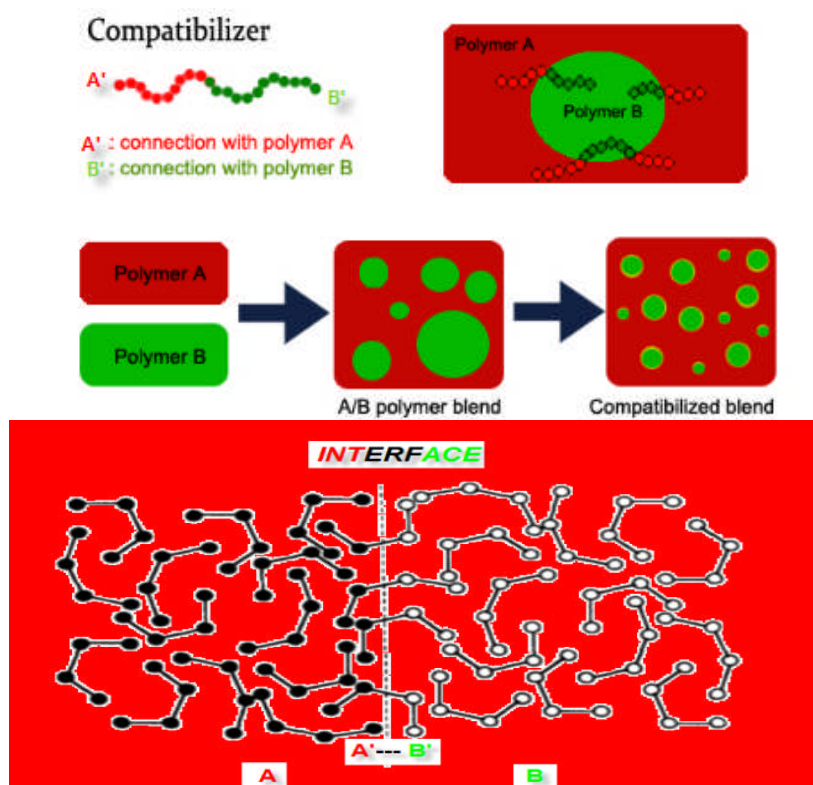 Compatibilizer
A'
B'
A' : connection with polymer A
B' : connection with polymer B
Polymer A
Polymer B
Polymer A
Polymer B
A/B polymer blend
Compatibilized blend
INTERFACE
A'--- B'
A
B